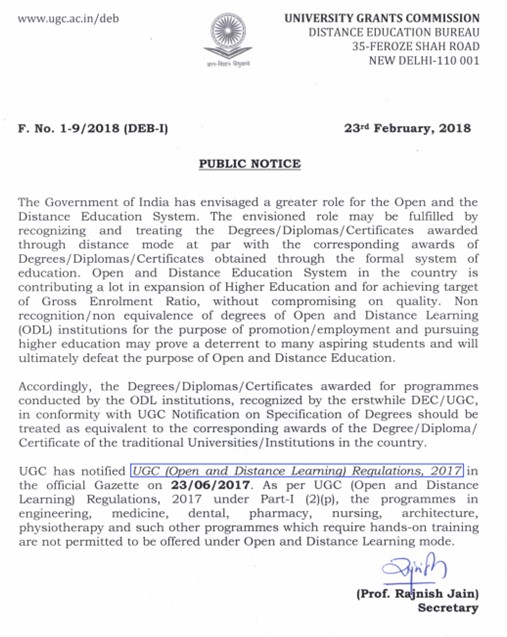 www.ugc.ac.in/deb
UNIVERSITY GRANTS COMMISSION
DISTANCE EDUCATION BUREAU
35-FEROZE SHAH ROAD
NEW DELHI-110 001
ज्ञान-विज्ञान विमुक्तये
F. No. 1-9/2018 (DEB-I)
23rd February, 2018
PUBLIC NOTICE
The Government of India has envisaged a greater role for the Open and the
Distance Education System. The envisioned role may be fulfilled by
recognizing and treating the Degrees/Diplomas/Certificates awarded
through distance mode at par with the corresponding awards of
Degrees/Diplomas/Certificates obtained through the formal system of
education. Open and Distance Education System in the country is
contributing a lot in expansion of Higher Education and for achieving target
of Gross Enrolment Ratio, without compromising on quality. Non
recognition/non equivalence of degrees of Open and Distance Learning
(ODL) institutions for the purpose of promotion/employment and pursuing
higher education may prove a deterrent to many aspiring students and will
ultimately defeat the purpose of Open and Distance Education.
Accordingly, the Degrees/Diplomas/Certificates awarded for programmes
conducted by the ODL institutions, recognized by the erstwhile DEC/UGC,
in conformity with UGC Notification on Specification of Degrees should be
treated as equivalent to the corresponding awards of the Degree/Diploma/
Certificate of the traditional Universities/Institutions in the country.
UGC has notified UGC (Open and Distance Learning) Regulations, 2017 in
the official Gazette on 23/06/2017. As per UGC (Open and Distance
Learning) Regulations, 2017 under Part-I (2)(p), the programmes in
engineering, medicine, dental, pharmacy, nursing, architecture,
physiotherapy and such other programmes which require hands-on training
are not permitted to be offered under Open and Distance Learning mode.
(Prof. Rajnish Jain)
Secretary